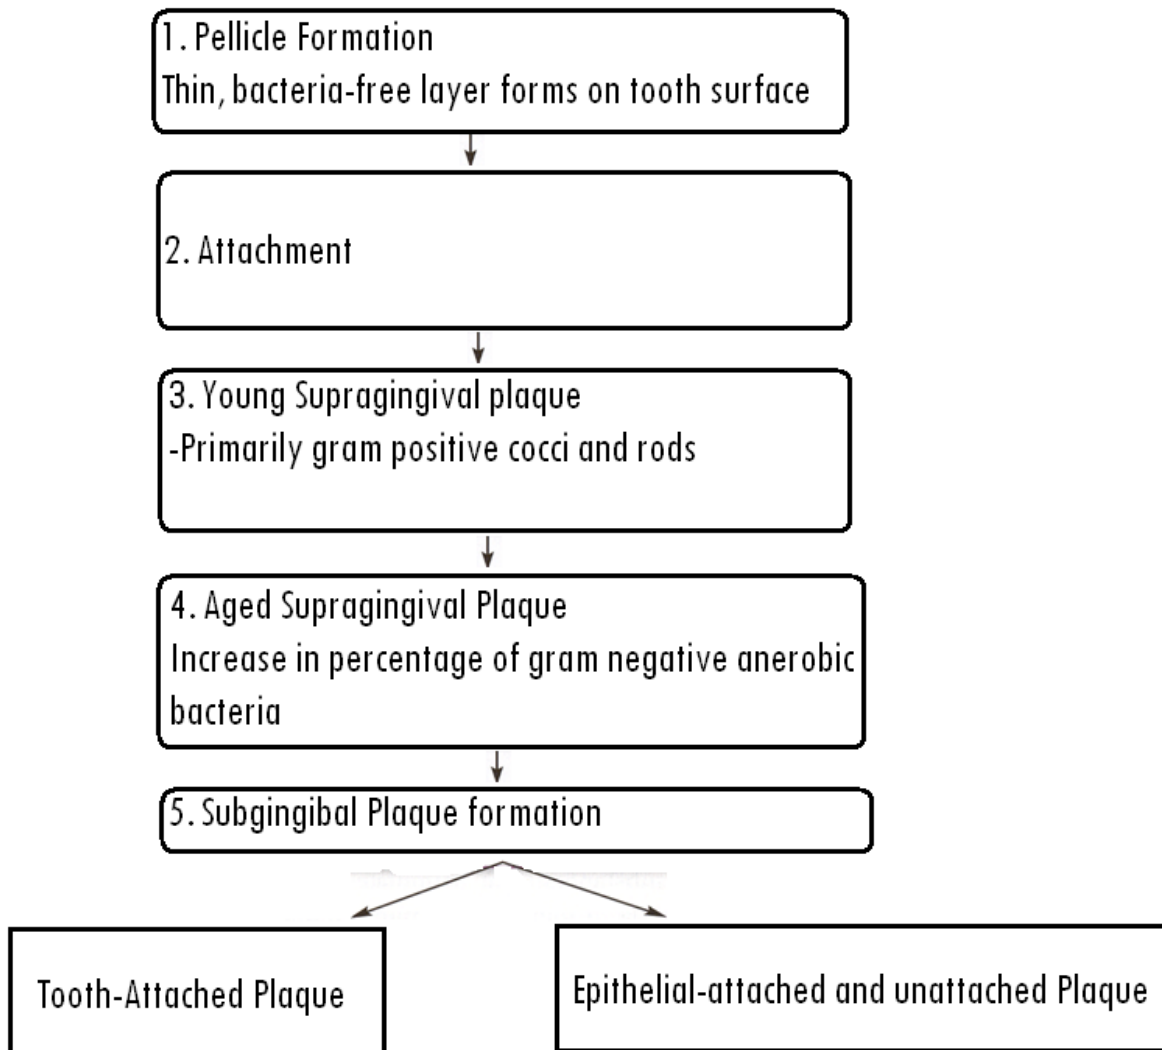 1. Pellicle Formation
Thin, bacteria-free layer forms on tooth surface
2. Attachment
3. Young Supragingival plaque
-Primarily gram positive cocci and rods
4. Aged Supragingival Plaque
Increase in percentage of gram negative anerobic
bacteria
5. Subgingibal Plaque formation
Tooth-Attached Plaque
Epithelial-attached and unattached Plaque